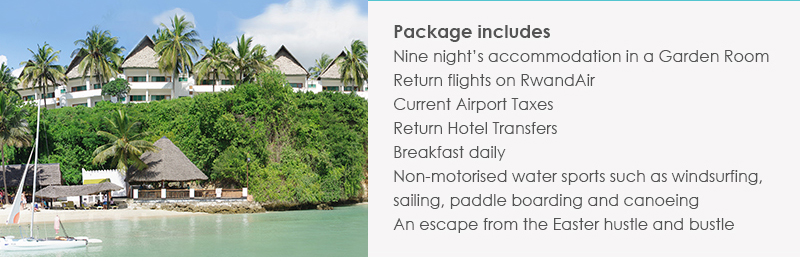 Package includes
Nine night's accommodation in a Garden Room
Return flights on RwandAir
Current Airport Taxes
Return Hotel Transfers
Breakfast daily
Non-motorised water sports such as windsurfing,
sailing, paddle boarding and canoeing
An escape from the Easter hustle and bustle